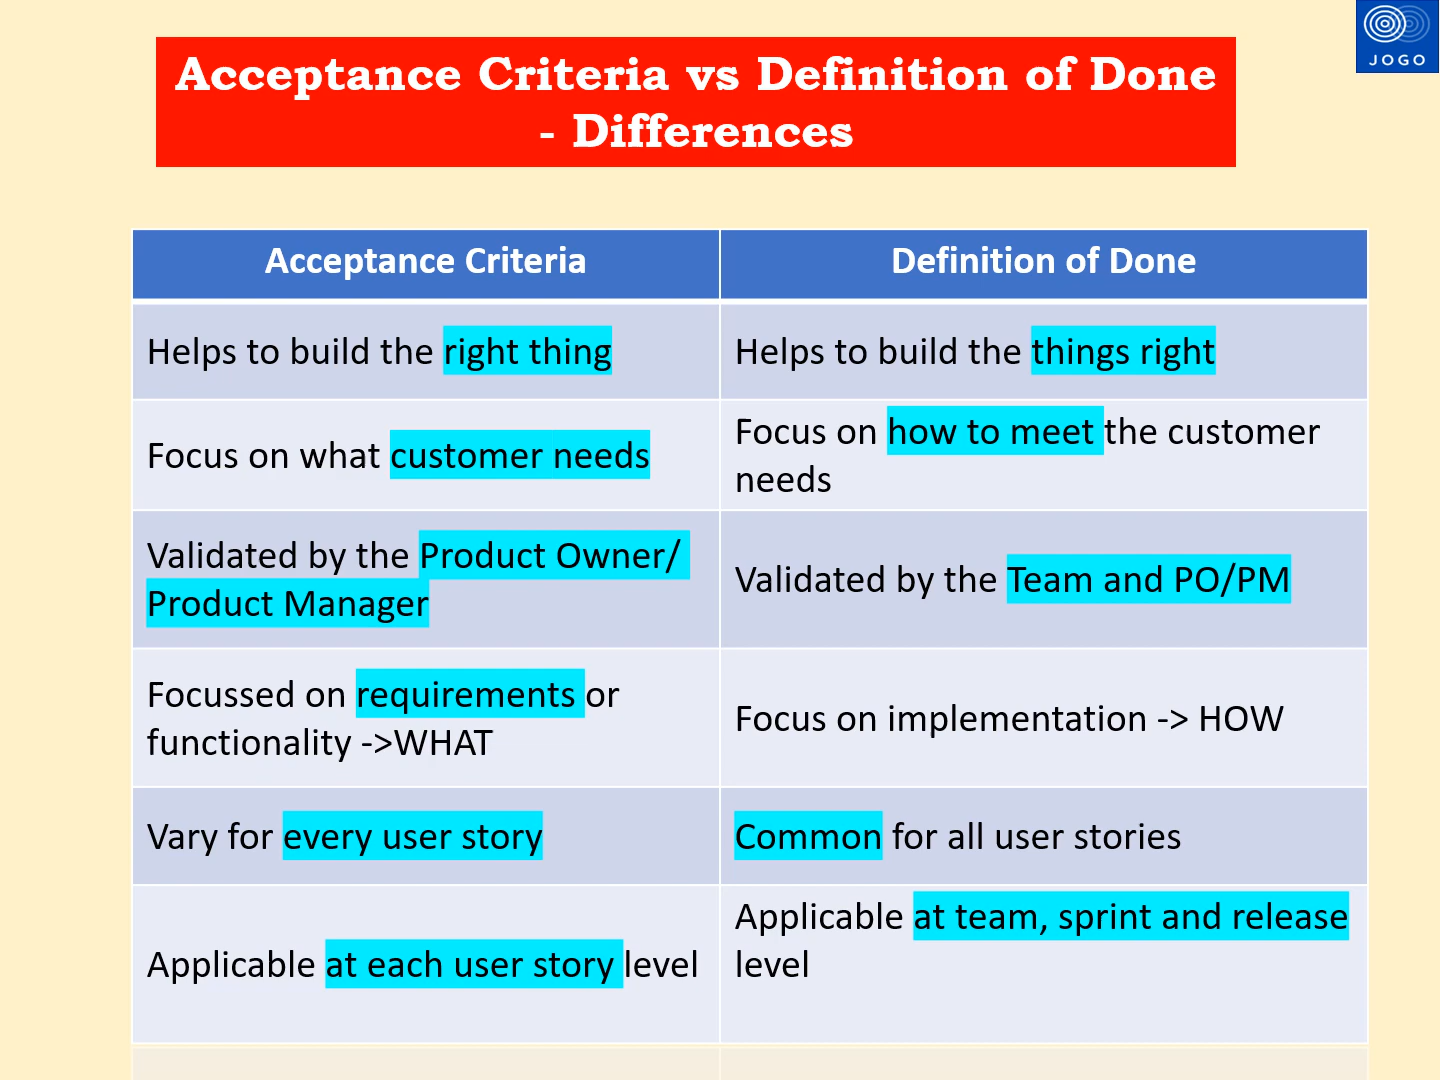 JOGO
Acceptance Criteria vs Definition of Done
- Differences
Acceptance Criteria
Definition of Done
Helps to build the right thing
Helps to build the things right
Focus on what customer needs
Focus on how to meet the customer
needs
Validated by the Product Owner/
Product Manager
Validated by the Team and PO/PM
Focussed on requirements or
functionality ->WHAT
Focus on implementation -> HOW
Vary for every user story
Common for all user stories
Applicable at each user story level
Applicable at team, sprint and release
level